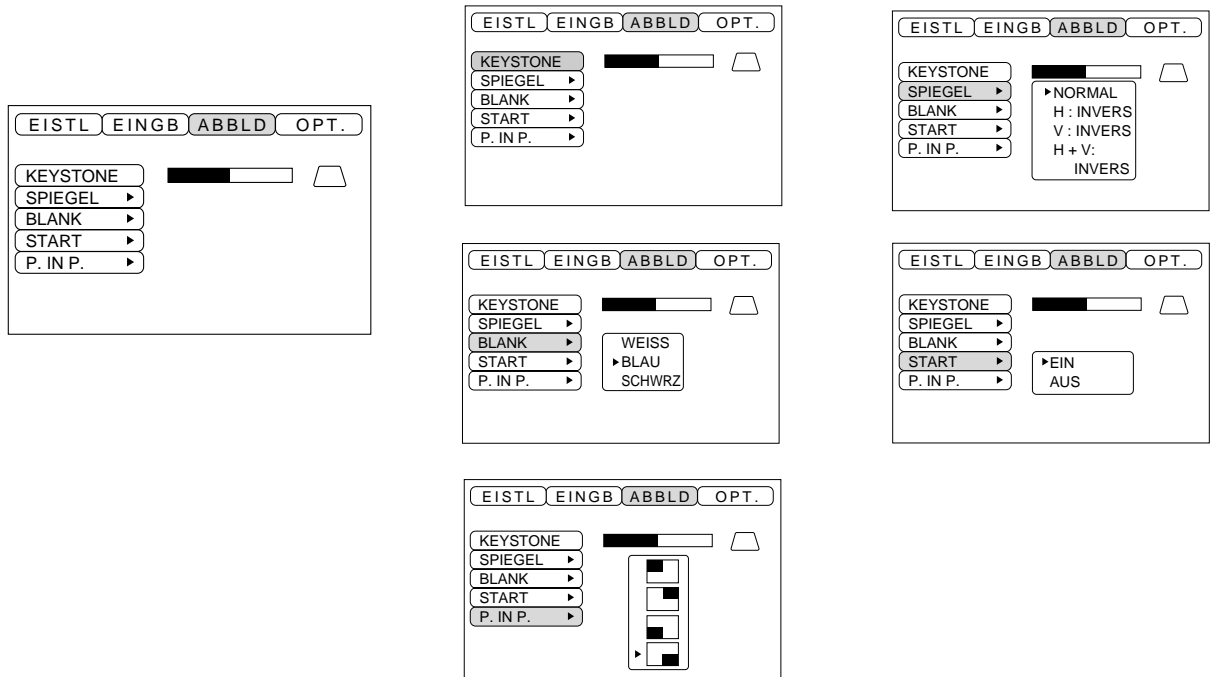 EISTL EINGB ABBLD OPT.
KEYSTONE
SPIEGEL
BLANK
START
P. IN P.
EISTL EINGB ABBLD OPT.
KEYSTONE
SPIEGEL
BLANK
START
P. IN P.
EISTL EINGB ABBLD OPT.
KEYSTONE
SPIEGEL
BLANK
START
P. IN P.
NORMAL
H : INVERS
V : INVERS
H + V:
INVERS
EISTL EINGB ABBLD OPT.
KEYSTONE
SPIEGEL
BLANK
START
P. IN P.
WEISS
BLAU
SCHWRZ
EISTL EINGB ABBLD OPT.
KEYSTONE
SPIEGEL
BLANK
START
P. IN P.
EIN
AUS
EISTL EINGB ABBLD OPT.
KEYSTONE
SPIEGEL
BLANK
START
P. IN P.